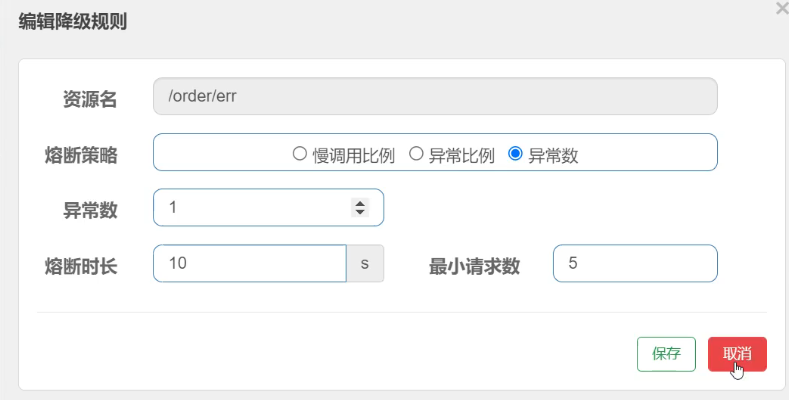 编辑降级规则
×
资源名 /order/err
熔断策略 慢调用比例 异常比例 异常数
异常数 1
熔断时长 10 s 最小请求数 5
保存 取消